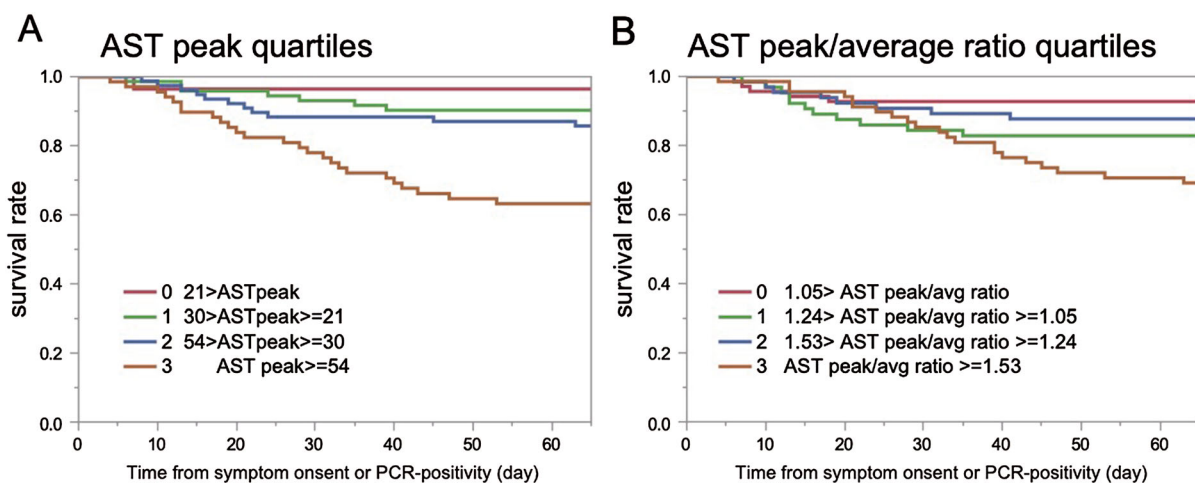 A AST peak quartiles
1.0
0.8
0.6
0.4
0.2
0.0
survival rate
0 21>ASTpeak
1 30>ASTpeak>=21
2 54>ASTpeak>=30
3 AST peak>=54
0 10 20 30 40 50 60
Time from symptom onsent or PCR-positivity (day)
B AST peak/average ratio quartiles
1.0
0.8
0.6
0.4
0.2
0.0
survival rate
0 1.05> AST peak/avg ratio
1 1.24> AST peak/avg ratio >=1.05
2 1.53> AST peak/avg ratio >=1.24
3 AST peak/avg ratio >=1.53
0 10 20 30 40 50 60
Time from symptom onsent or PCR-positivity (day)